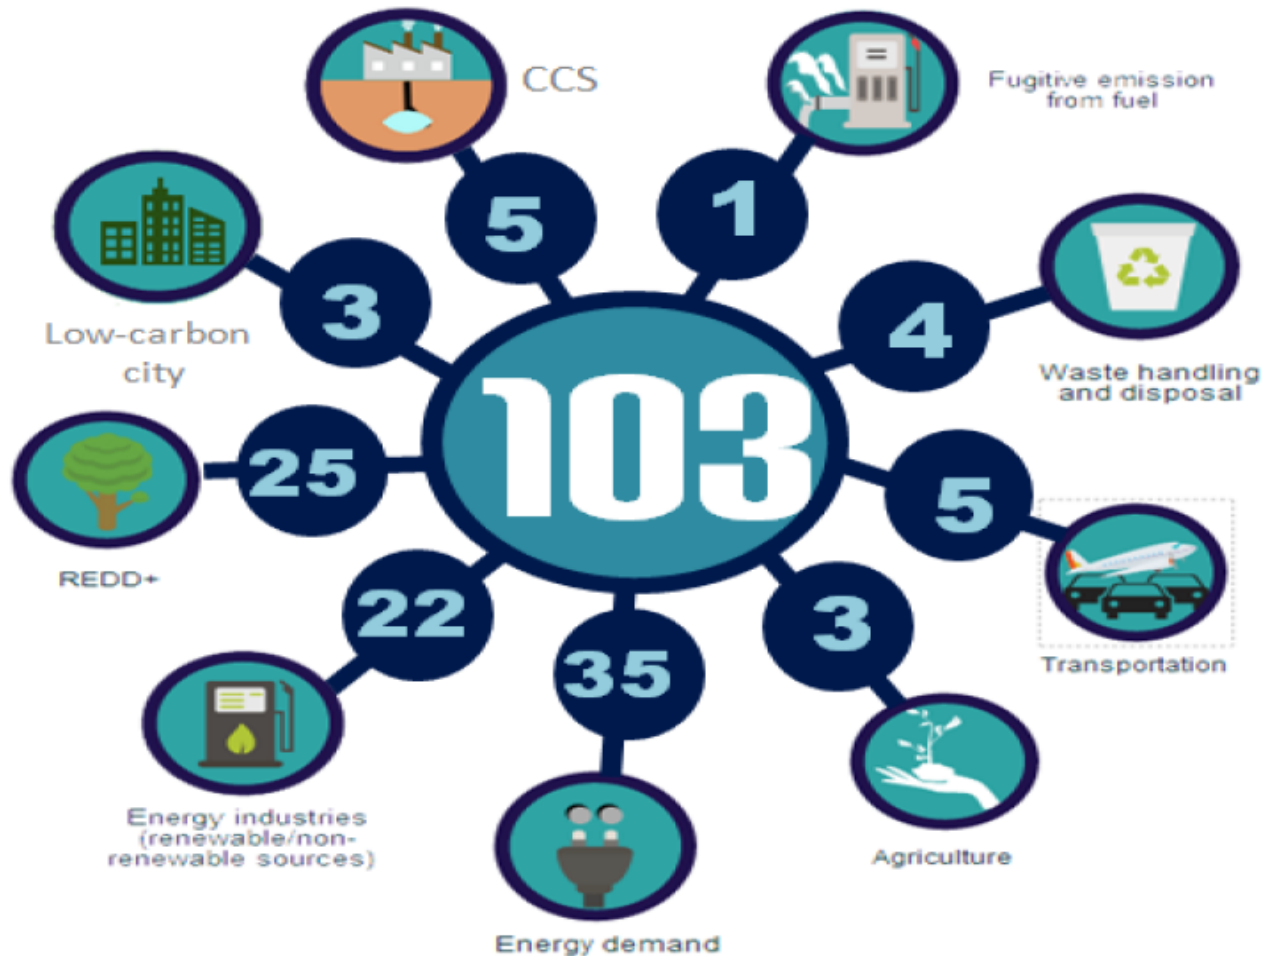 CCS
5
Fugitive emission
from fuel
1
Low-carbon
city
3
4
Waste handling
and disposal
103
25
REDD+
5
Transportation
22
Energy industries
(renewable/non-
renewable sources)
35
Energy demand
3
Agriculture